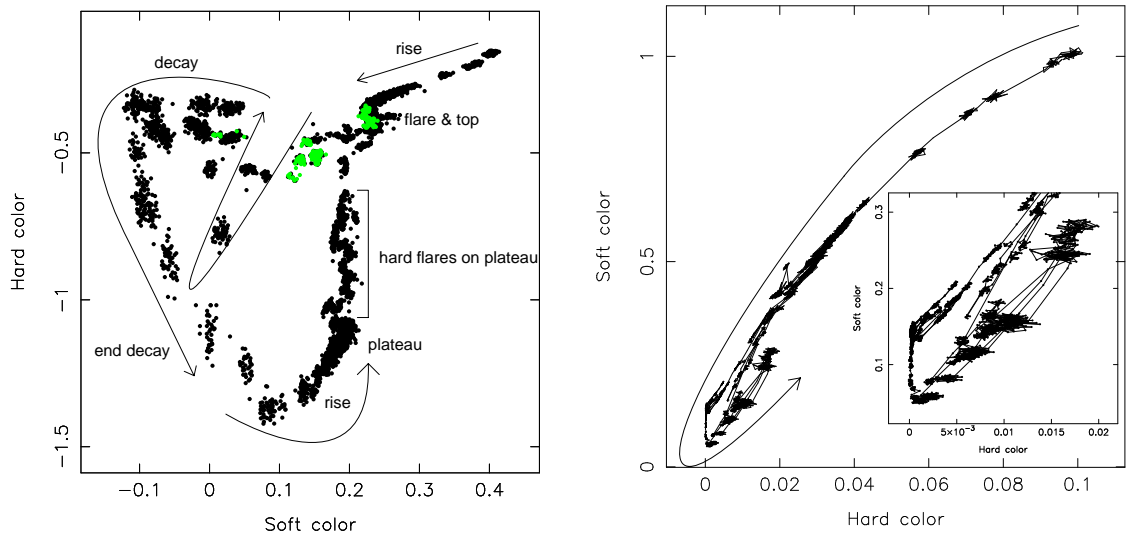 decay
rise
flare & top
hard flares on plateau
plateau
end decay
rise
−0.5
−1
−1.5
Hard color
−0.1
0
0.1
0.2
0.3
0.4
Soft color
1
0.5
0
Soft color
0
0.02
0.04
0.06
0.08
0.1
Hard color
0.3
0.2
0.1
Soft color
0
5×10⁻³
0.01
0.015
0.02
Hard color